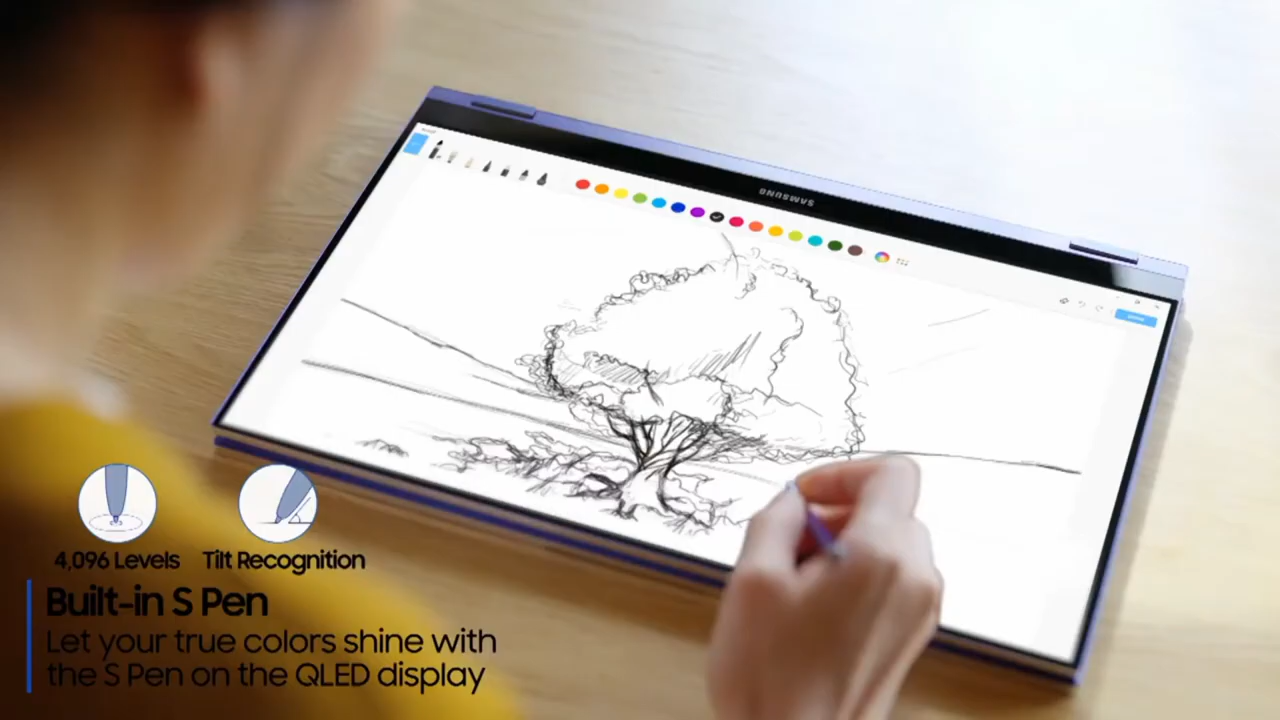 SAMSUNG
4,096 Levels
Tilt Recognition
Built-in S Pen
Let your true colors shine with
the S Pen on the QLED display